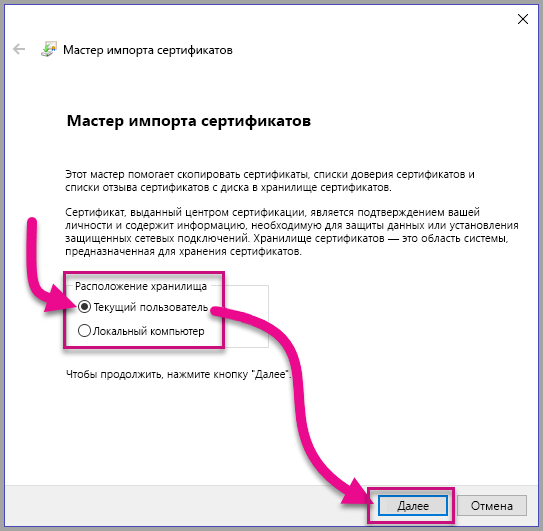 Мастер импорта сертификатов
Мастер импорта сертификатов
Этот мастер помогает скопировать сертификаты, списки доверия сертификатов и
списки отзыва сертификатов с диска в хранилище сертификатов.
Сертификат, выданный центром сертификации, является подтверждением вашей
личности и содержит информацию, необходимую для защиты данных или установления
защищенных сетевых подключений. Хранилище сертификатов — это область системы,
предназначенная для хранения сертификатов.
Расположение хранилища
Текущий пользователь
Локальный компьютер
Чтобы продолжить, нажмите кнопку "Далее".
Далее
Отмена